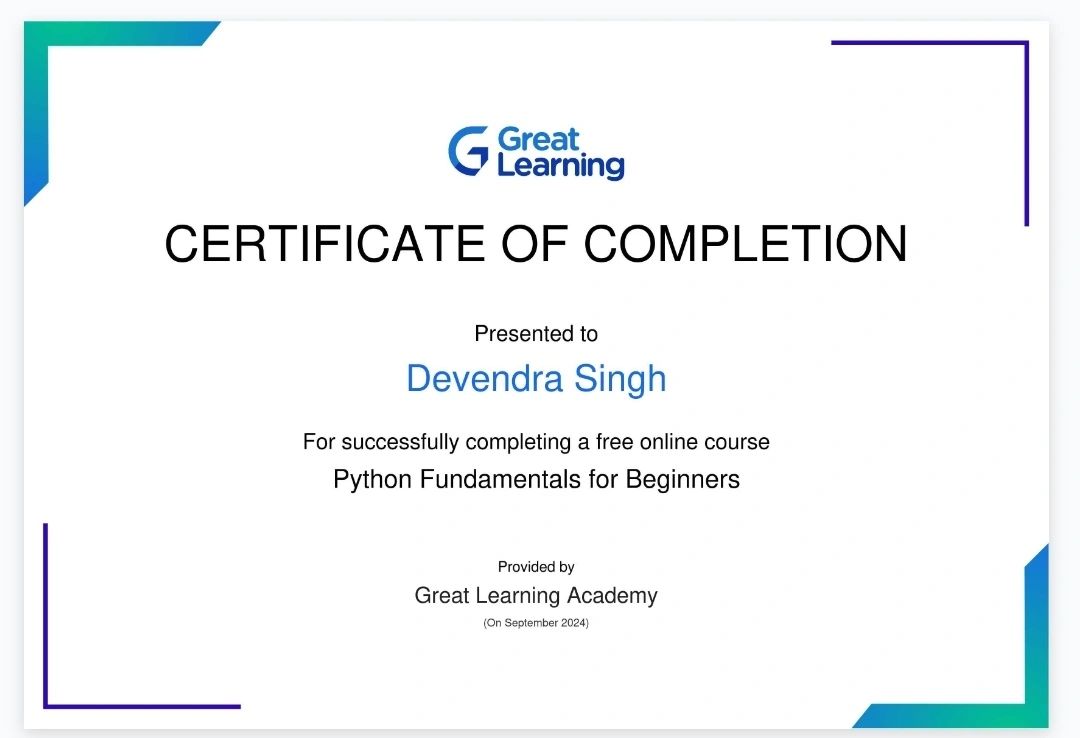 Great
Learning
CERTIFICATE OF COMPLETION
Presented to
Devendra Singh
For successfully completing a free online course
Python Fundamentals for Beginners
Provided by
Great Learning Academy
(On September 2024)